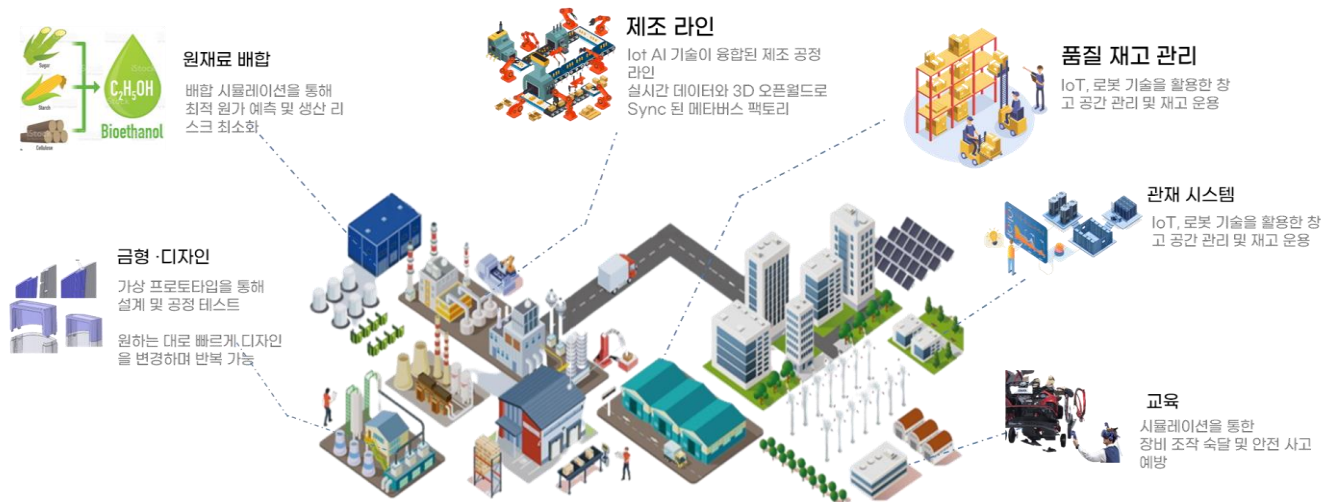 Sugar
Starch
Cellulose
C₂H₅OH
Bioethanol
원재료 배합
배합 시뮬레이션을 통해
최적 원가 예측 및 생산 리
스크 최소화
제조 라인
Iot AI 기술이 융합된 제조 공정
라인
실시간 데이터와 3D 오픈월드로
Sync 된 메타버스 팩토리
품질 재고 관리
IoT, 로봇 기술을 활용한 창
고 공간 관리 및 재고 운용
관재 시스템
IoT, 로봇 기술을 활용한 창
고 공간 관리 및 재고 운용
금형 ·디자인
가상 프로토타입을 통해
설계 및 공정 테스트
원하는 대로 빠르게 디자인
을 변경하며 반복 가능
교육
시뮬레이션을 통한
장비 조작 숙달 및 안전 사고
예방